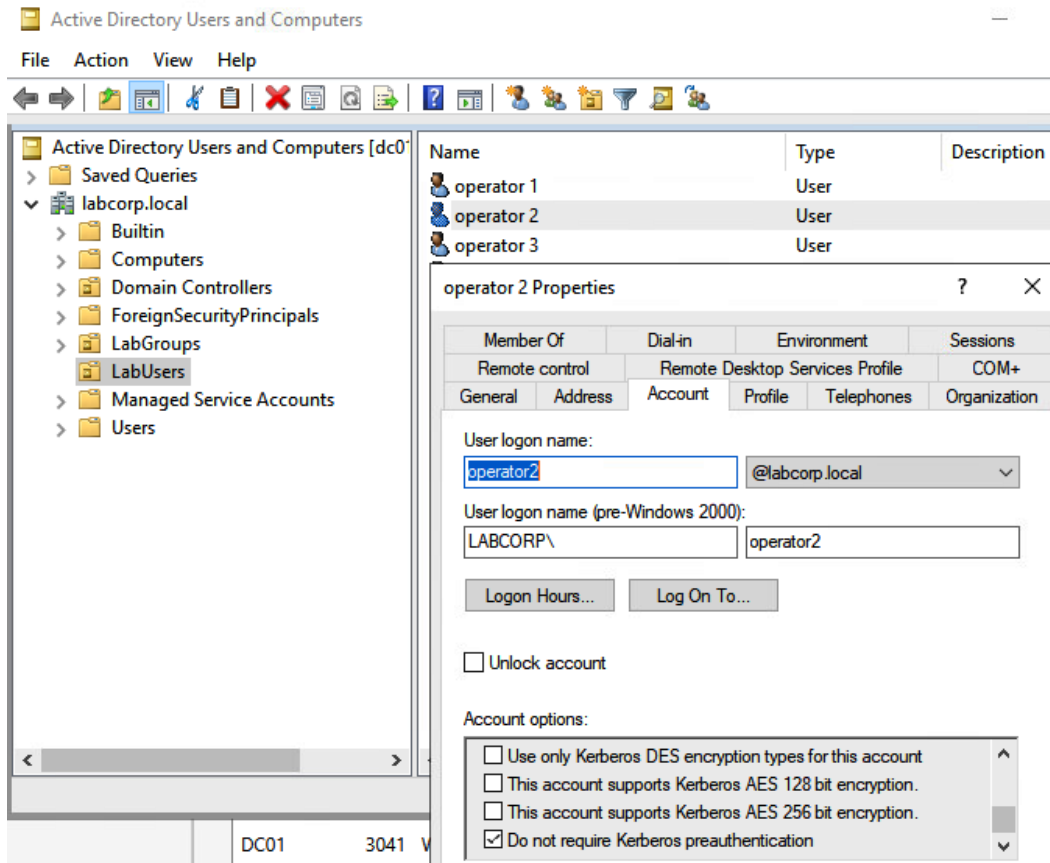 Active Directory Users and Computers
File Action View Help
Active Directory Users and Computers [dc01
Saved Queries
labcorp.local
Builtin
Computers
Domain Controllers
ForeignSecurityPrincipals
LabGroups
LabUsers
Managed Service Accounts
Users
Name Type Description
operator 1 User
operator 2 User
operator 3 User
operator 2 Properties ?
Member Of Dial-in Environment Sessions
Remote control Remote Desktop Services Profile COM+
General Address Account Profile Telephones Organization
User logon name:
operator2 @labcorp.local
User logon name (pre-Windows 2000):
LABCORP\ operator2
Logon Hours... Log On To...
Unlock account
Account options:
Use only Kerberos DES encryption types for this account
This account supports Kerberos AES 128 bit encryption.
This account supports Kerberos AES 256 bit encryption.
Do not require Kerberos preauthentication
DC01 3041